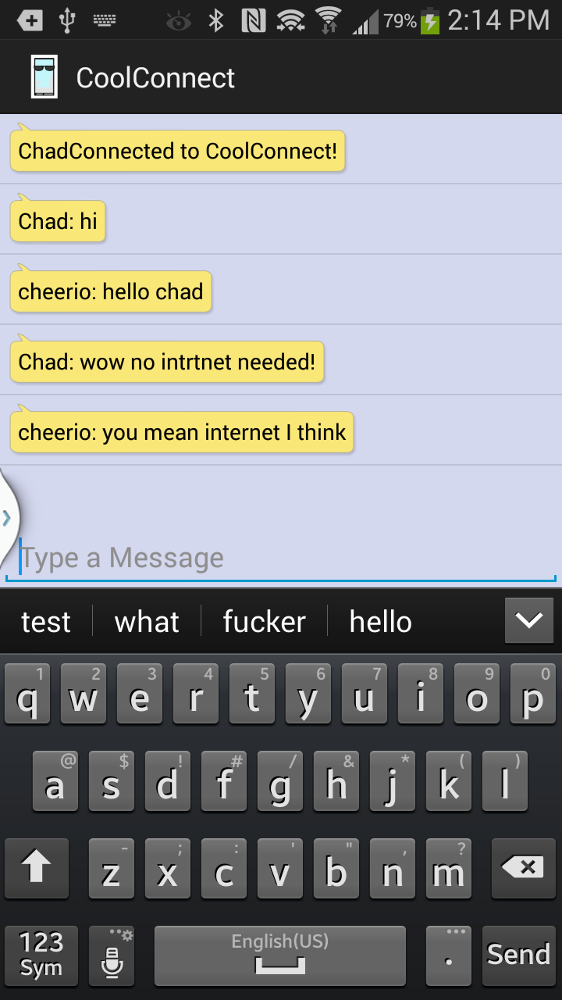 79% 2:14 PM
CoolConnect
ChadConnected to CoolConnect!
Chad: hi
cheerio: hello chad
Chad: wow no intrtnet needed!
cheerio: you mean internet I think
Type a Message
test what fucker hello
1 2 3 4 5 6 7 8 9 0
q w e r t y u i o p
@ $ ! # / & * ( )
a s d f g h j k l
- ; : ' " , ?
z x c v b n m
123 English(US) ...
Sym . Send